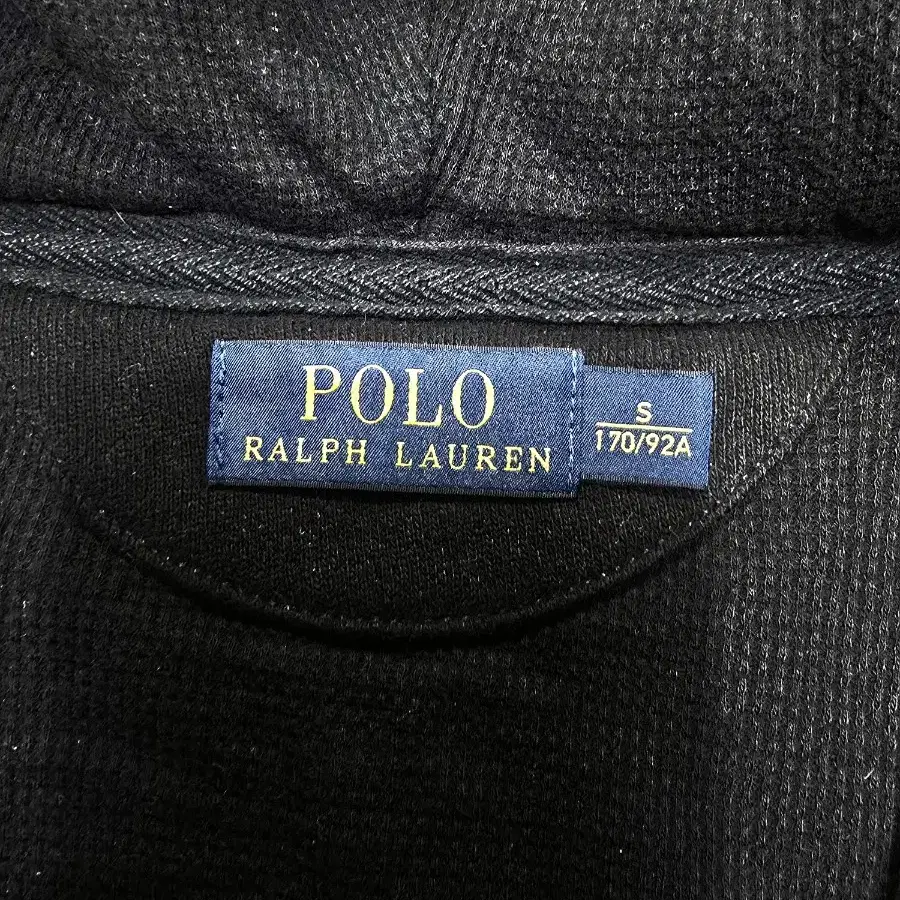 POLO
RALPH LAUREN
S
170/92A